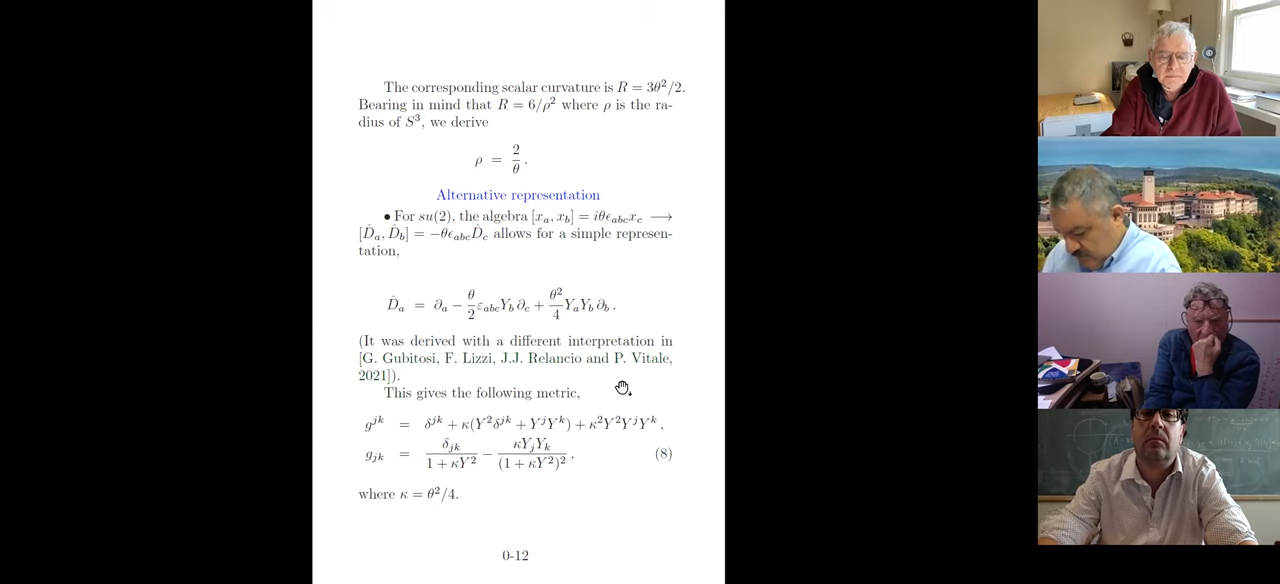 The corresponding scalar curvature is R = 3θ²/2.
Bearing in mind that R = 6/ρ² where ρ is the ra-
dius of S³, we derive
ρ = 2/θ .
Alternative representation
• For su(2), the algebra [x_a, x_b] = iθϵ_abc x_c ⟶
[D̂_a, D̂_b] = −θϵ_abc D̂_c allows for a simple represen-
tation,
D̂_a = ∂_a − θ/2 ε_abc Y_b ∂_c + θ²/4 Y_a Y_b ∂_b .
(It was derived with a different interpretation in
[G. Gubitosi, F. Lizzi, J.J. Relancio and P. Vitale,
2021]).
This gives the following metric,
g^jk = δ^jk + κ(Y²δ^jk + Y^jY^k) + κ²Y²Y^jY^k ,
g_jk = δ_jk/(1 + κY²) − κY_jY_k/(1 + κY²)² , (8)
where κ = θ²/4.
0-12